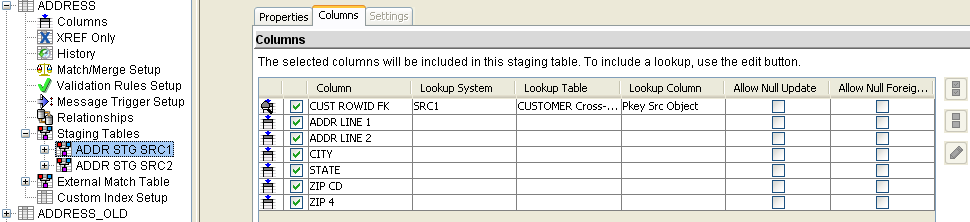 ADDRESS
Columns
XREF Only
History
Match/Merge Setup
Validation Rules Setup
Message Trigger Setup
Relationships
Staging Tables
ADDR STG SRC1
ADDR STG SRC2
External Match Table
Custom Index Setup
ADDRESS_OLD
Properties Columns Settings
Columns
The selected columns will be included in this staging table. To include a lookup, use the edit button.
Column Lookup System Lookup Table Lookup Column Allow Null Update Allow Null Foreig...
CUST ROWID FK SRC1 CUSTOMER Cross-... Pkey Src Object
ADDR LINE 1
ADDR LINE 2
CITY
STATE
ZIP CD
ZIP 4